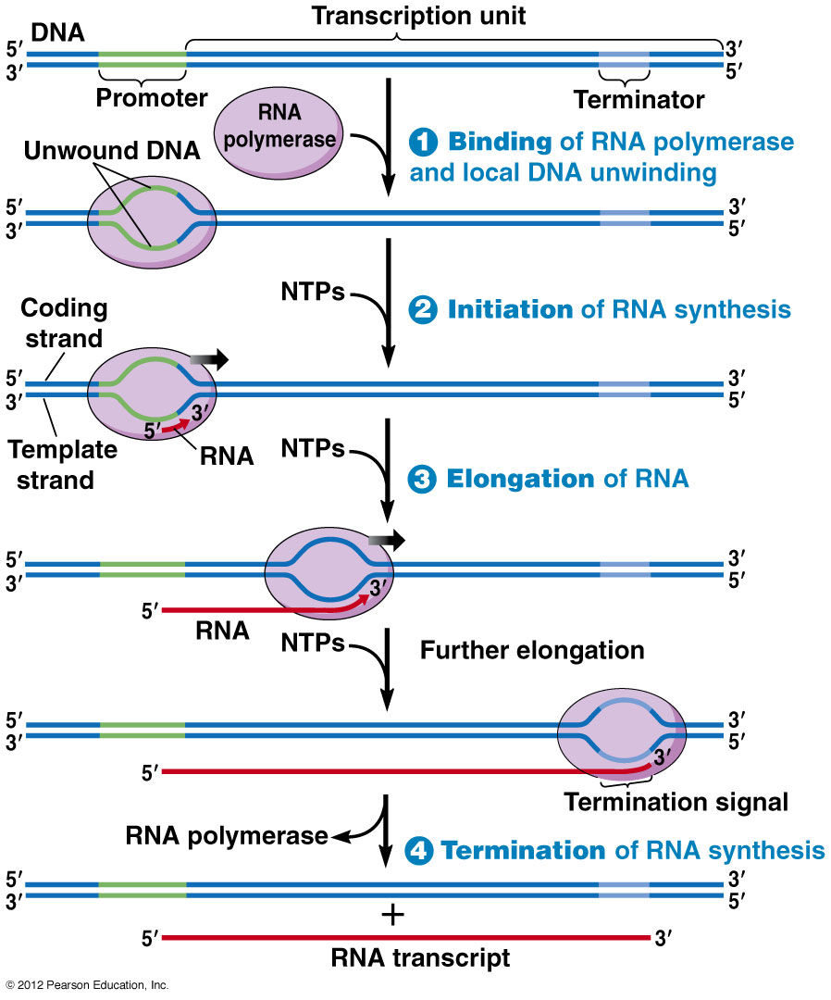 Transcription unit
DNA
5′
3′
3′
5′
Promoter
Terminator
RNA
polymerase
1 Binding of RNA polymerase
and local DNA unwinding
Unwound DNA
5′
3′
3′
5′
NTPs
2 Initiation of RNA synthesis
Coding
strand
5′
3′
3′
5′
5′
3′
RNA
Template
strand
NTPs
3 Elongation of RNA
5′
3′
3′
5′
3′
5′
RNA
NTPs
Further elongation
5′
3′
3′
5′
3′
5′
Termination signal
RNA polymerase
4 Termination of RNA synthesis
5′
3′
3′
5′
+
5′
3′
RNA transcript
© 2012 Pearson Education, Inc.